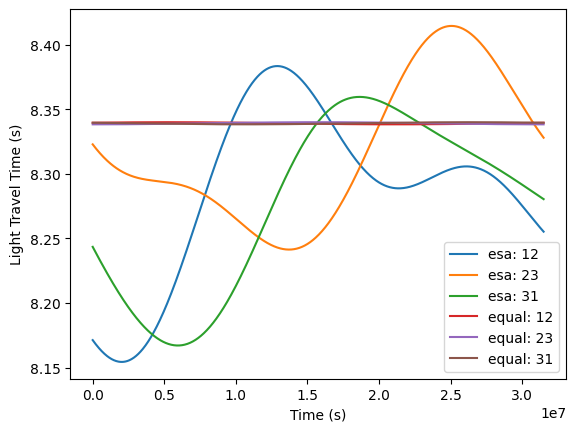 8.40
8.35
8.30
8.25
8.20
8.15
Light Travel Time (s)
0.0 0.5 1.0 1.5 2.0 2.5 3.0
1e7
Time (s)
esa: 12
esa: 23
esa: 31
equal: 12
equal: 23
equal: 31